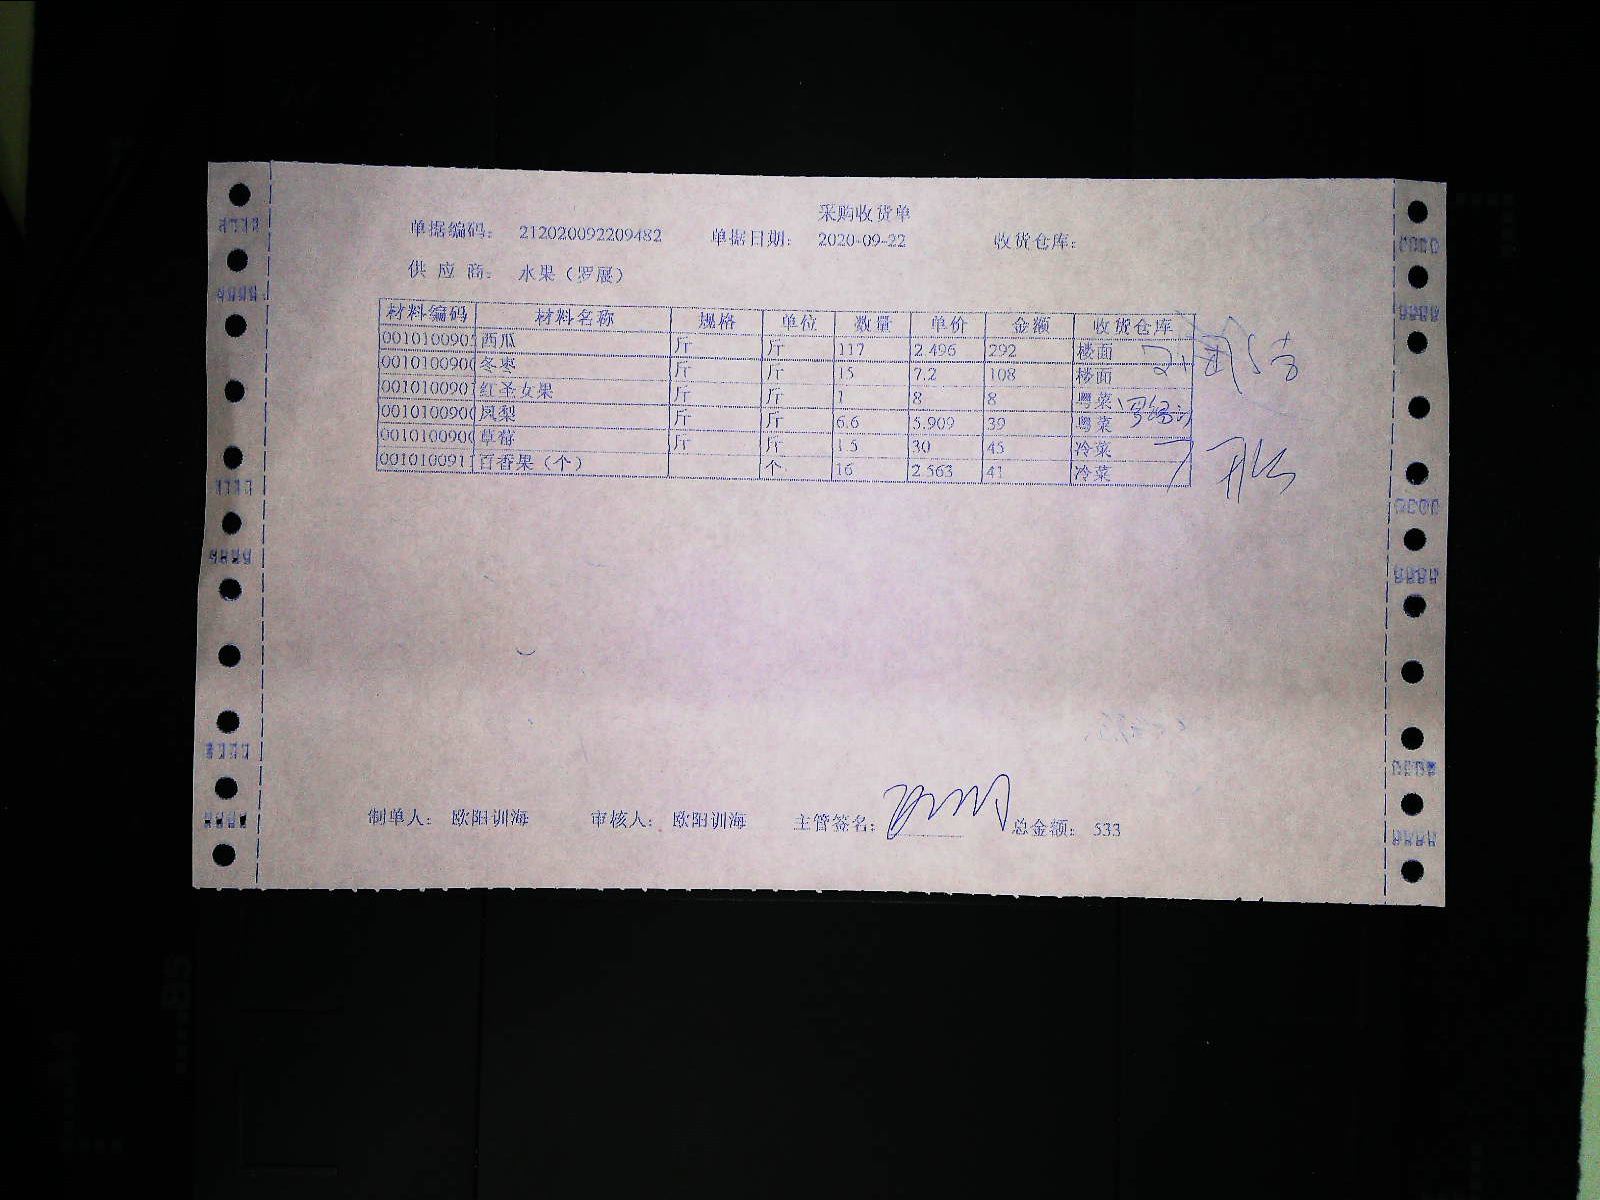 采购收货单
单据编码： 212020092209482 单据日期： 2020-09-22 收货仓库：
供 应 商： 水果（罗展）
材料编码 材料名称 规格 单位 数量 单价 金额 收货仓库
0010100905 西瓜 斤 斤 117 2.496 292 楼面
001010090 冬枣 斤 斤 15 7.2 108 楼面
001010090 红圣女果 斤 斤 1 8 8 粤菜
001010090 凤梨 斤 斤 6.6 5.909 39 粤菜
001010090 草莓 斤 斤 1.5 30 45 冷菜
001010091 百香果（个） 个 16 2.563 41 冷菜
制单人： 欧阳训海 审核人： 欧阳训海 主管签名： 总金额： 533